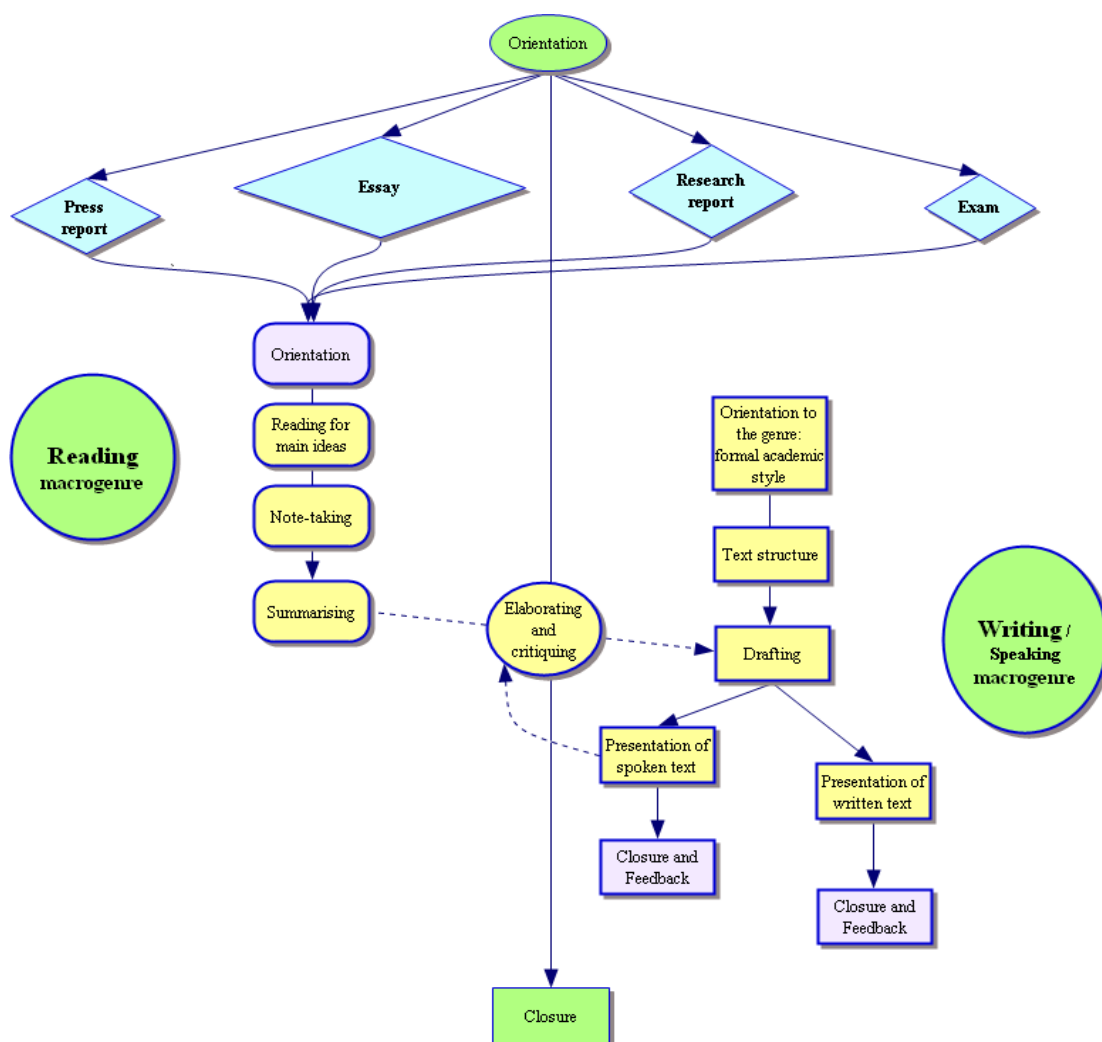 Orientation
Press
report
Essay
Research
report
Exam
Orientation
Reading for
main ideas
Note-taking
Summarising
Reading
macrogenre
Elaborating
and
critiquing
Orientation to
the genre:
formal academic
style
Text structure
Drafting
Writing /
Speaking
macrogenre
Presentation of
spoken text
Presentation of
written text
Closure and
Feedback
Closure and
Feedback
Closure